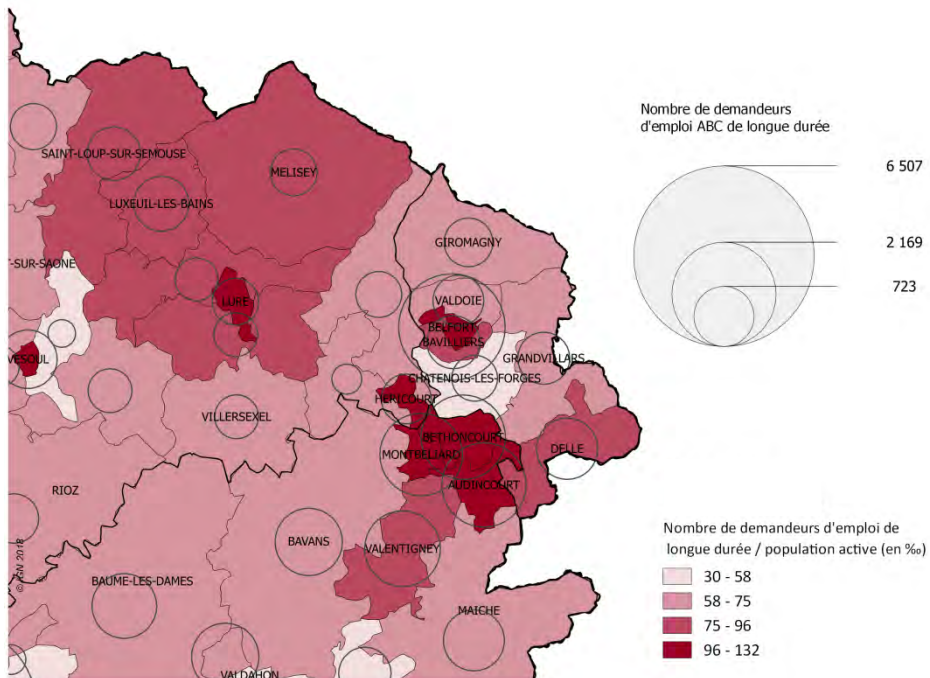 Nombre de demandeurs
d'emploi ABC de longue durée
6 507
2 169
723
SAINT-LOUP-SUR-SEMOUSE
MELISEY
LUXEUIL-LES-BAINS
GIROMAGNY
T-SUR-SAONE
LURE
VALDOIE
BELFORT
BAVILLIERS
VESOUL
GRANDVILLARS
CHATENOIS-LES-FORGES
HERICOURT
VILLERSEXEL
BETHONCOURT
MONTBELIARD
DELLE
AUDINCOURT
RIOZ
BAVANS
VALENTIGNEY
BAUME-LES-DAMES
MAICHE
VALDAHON
© IGN 2018
Nombre de demandeurs d'emploi de
longue durée / population active (en ‰)
30 - 58
58 - 75
75 - 96
96 - 132